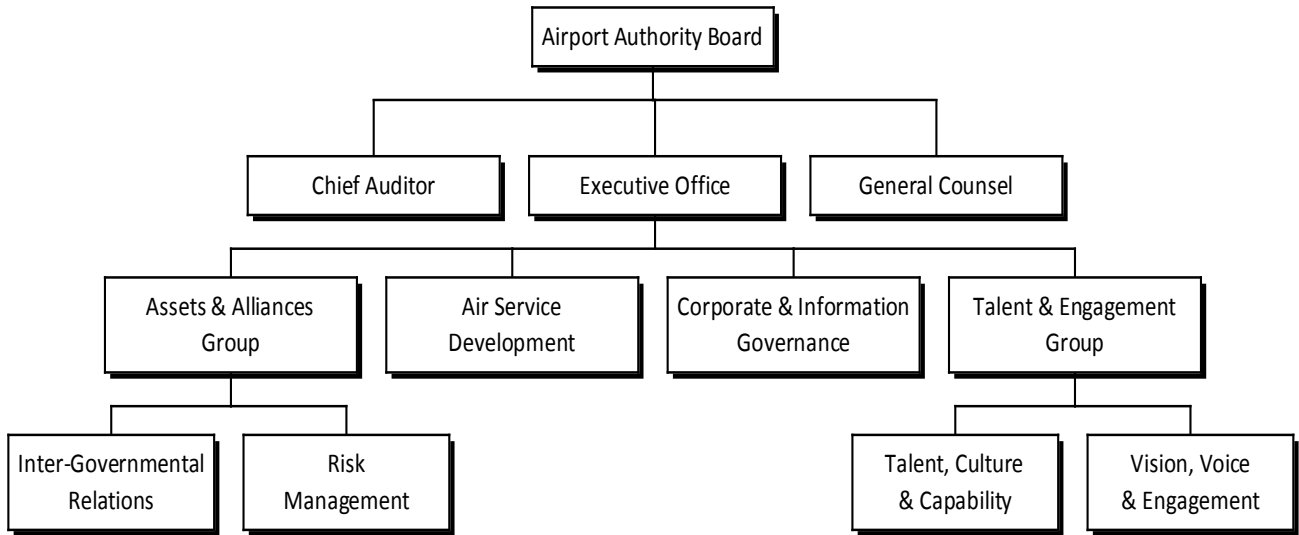 Airport Authority Board
Chief Auditor
Executive Office
General Counsel
Assets & Alliances
Group
Air Service
Development
Corporate & Information
Governance
Talent & Engagement
Group
Inter-Governmental
Relations
Risk
Management
Talent, Culture
& Capability
Vision, Voice
& Engagement